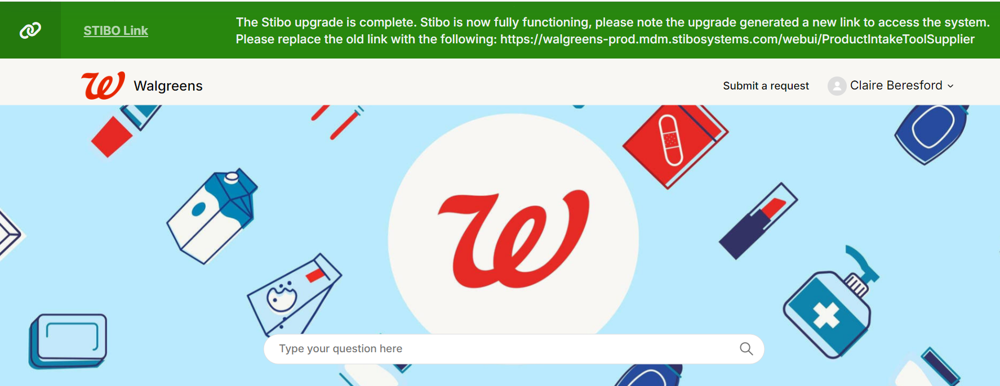 STIBO Link
The Stibo upgrade is complete. Stibo is now fully functioning, please note the upgrade generated a new link to access the system.
Please replace the old link with the following: https://walgreens-prod.mdm.stibosystems.com/webui/ProductIntakeToolSupplier
W Walgreens
Submit a request
Claire Beresford
W
Type your question here